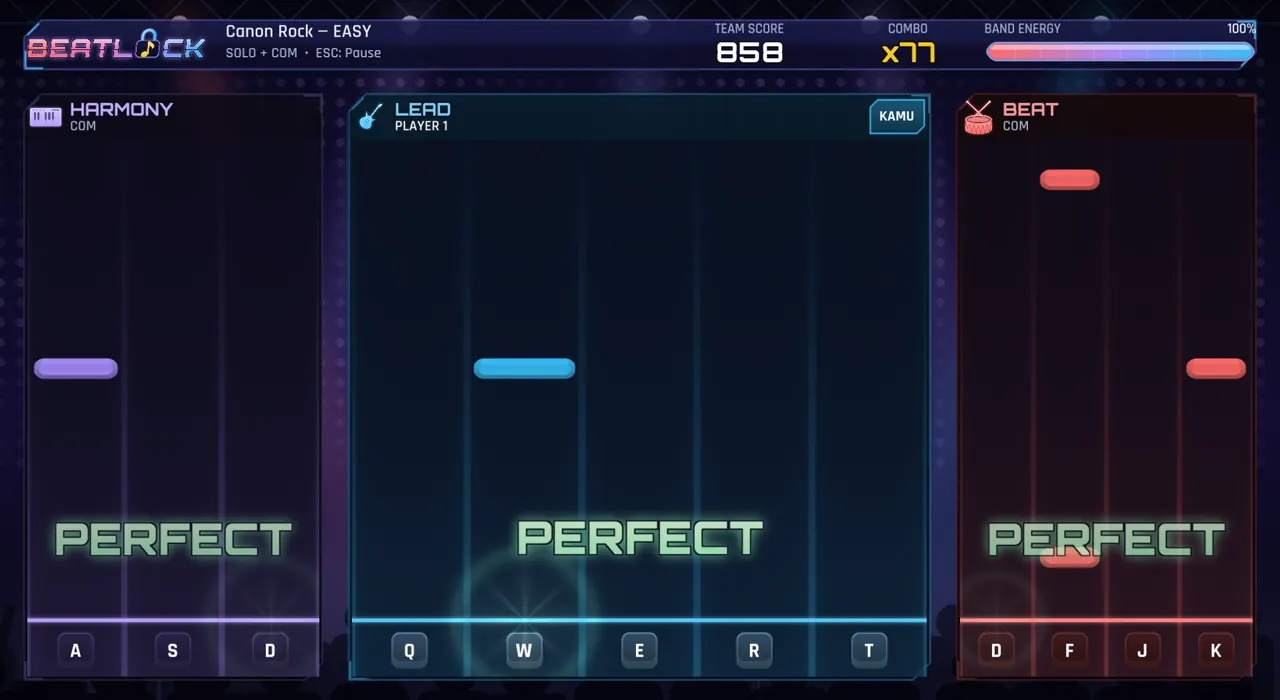 BEATLOCK
Canon Rock — EASY
SOLO + COM • ESC: Pause
TEAM SCORE
858
COMBO
x77
BAND ENERGY
100%
HARMONY
COM
PERFECT
A S D
LEAD
PLAYER 1
KAMU
PERFECT
Q W E R T
BEAT
COM
PERFECT
D F J K